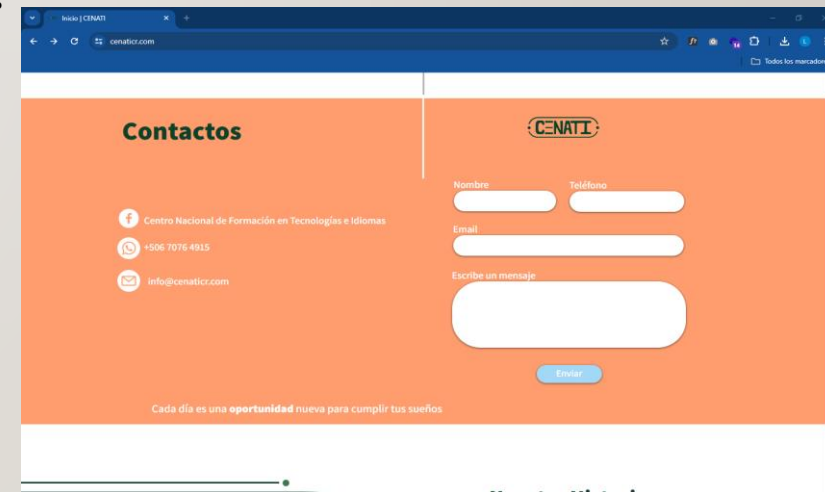 Inicio | CENATI
cenaticr.com
Todos los marcadores
Contactos
CENATI
Centro Nacional de Formación en Tecnologías e Idiomas
+506 7076 4915
info@cenaticr.com
Nombre
Teléfono
Email
Escribe un mensaje
Enviar
Cada día es una oportunidad nueva para cumplir tus sueños